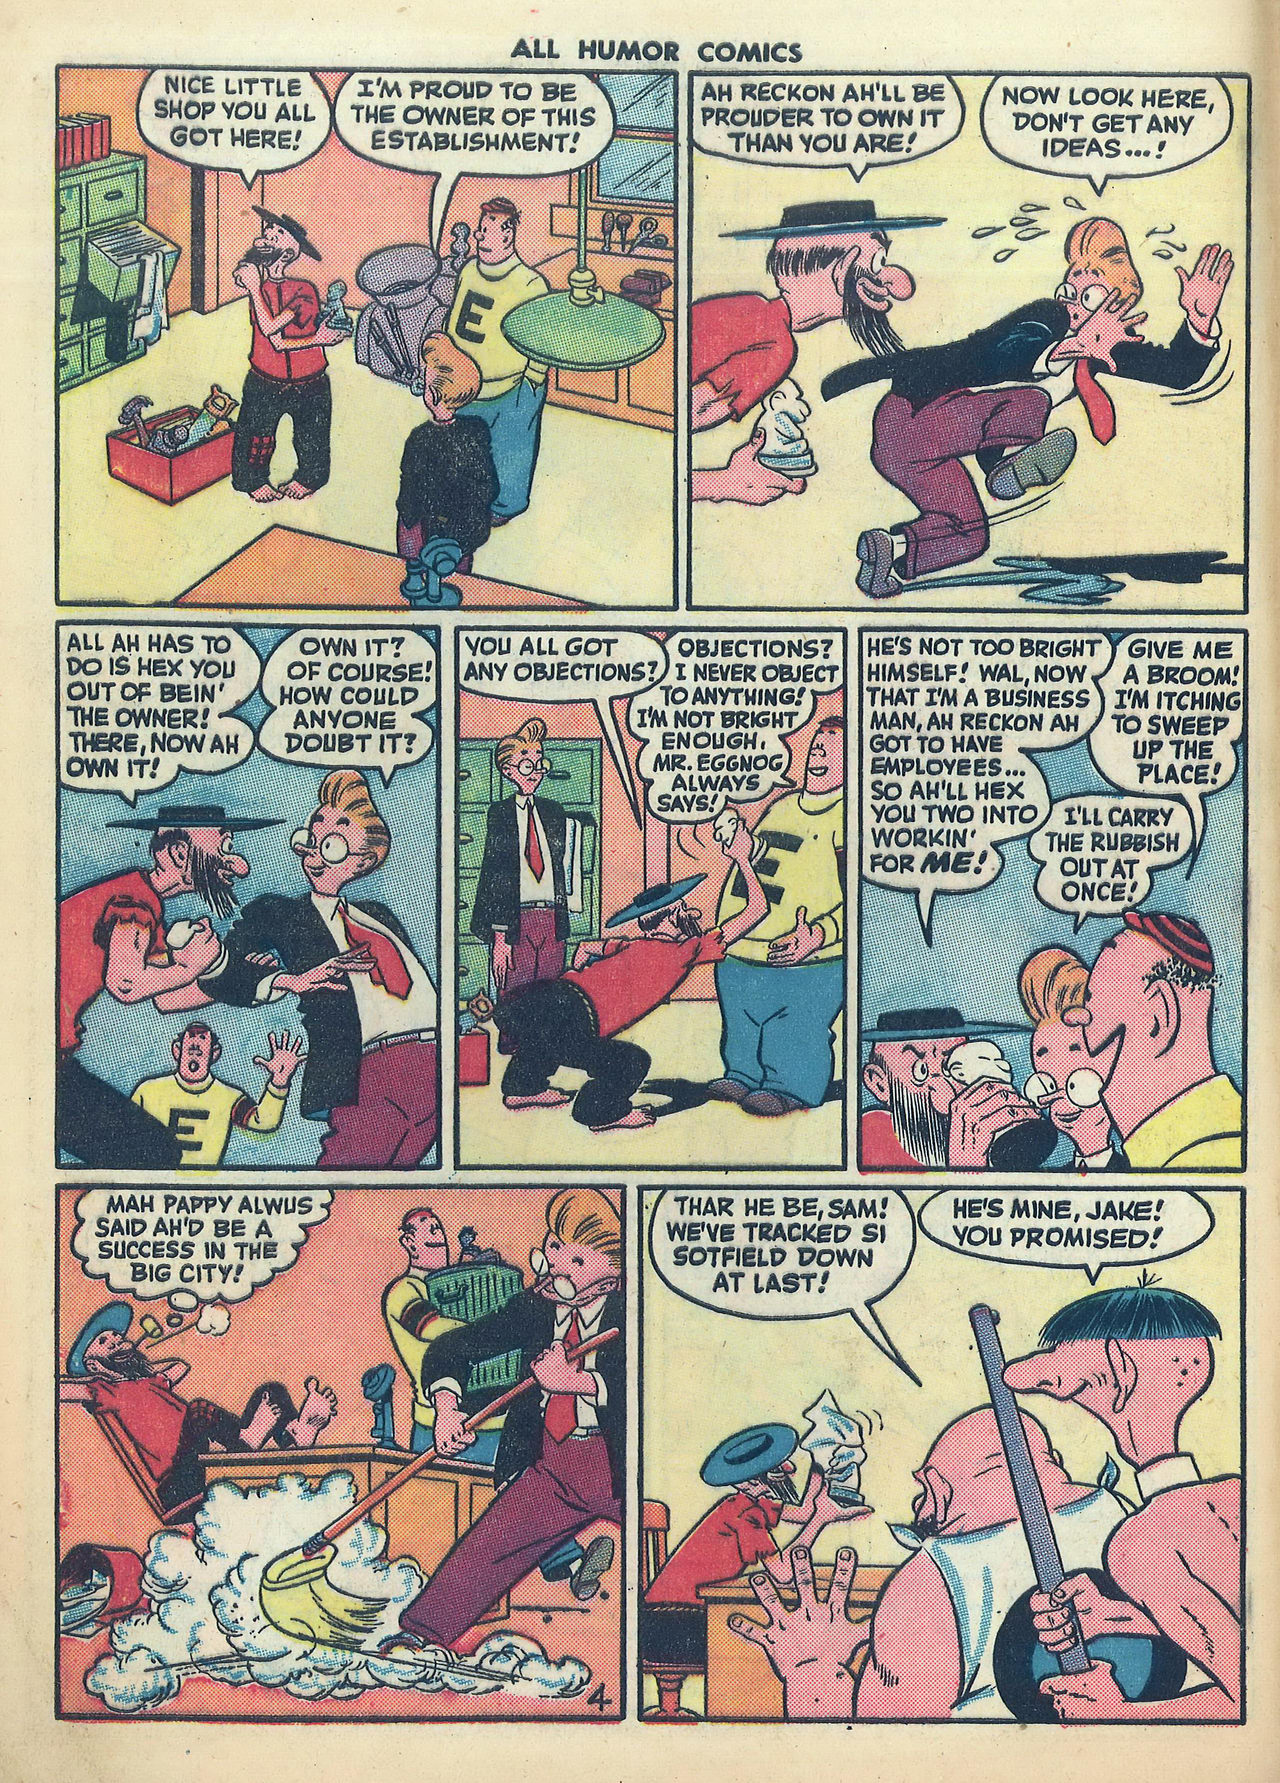 ALL HUMOR COMICS
NICE LITTLE
SHOP YOU ALL
GOT HERE!
I'M PROUD TO BE
THE OWNER OF THIS
ESTABLISHMENT!
E
AH RECKON AH'LL BE
PROUDER TO OWN IT
THAN YOU ARE!
NOW LOOK HERE,
DON'T GET ANY
IDEAS...!
ALL AH HAS TO
DO IS HEX YOU
OUT OF BEIN'
THE OWNER!
THERE, NOW AH
OWN IT!
OWN IT?
OF COURSE!
HOW COULD
ANYONE
DOUBT IT?
E
YOU ALL GOT
ANY OBJECTIONS?
OBJECTIONS?
I NEVER OBJECT
TO ANYTHING!
I'M NOT BRIGHT
ENOUGH,
MR. EGGNOG
ALWAYS
SAYS!
E
HE'S NOT TOO BRIGHT
HIMSELF! WAL, NOW
THAT I'M A BUSINESS
MAN, AH RECKON AH
GOT TO HAVE
EMPLOYEES...
SO AH'LL HEX
YOU TWO INTO
WORKIN'
FOR ME!
GIVE ME
A BROOM!
I'M ITCHING
TO SWEEP
UP THE
PLACE!
I'LL CARRY
THE RUBBISH
OUT AT
ONCE!
MAH PAPPY ALWUS
SAID AH'D BE A
SUCCESS IN THE
BIG CITY!
4
THAR HE BE, SAM!
WE'VE TRACKED SI
SOTFIELD DOWN
AT LAST!
HE'S MINE, JAKE!
YOU PROMISED!